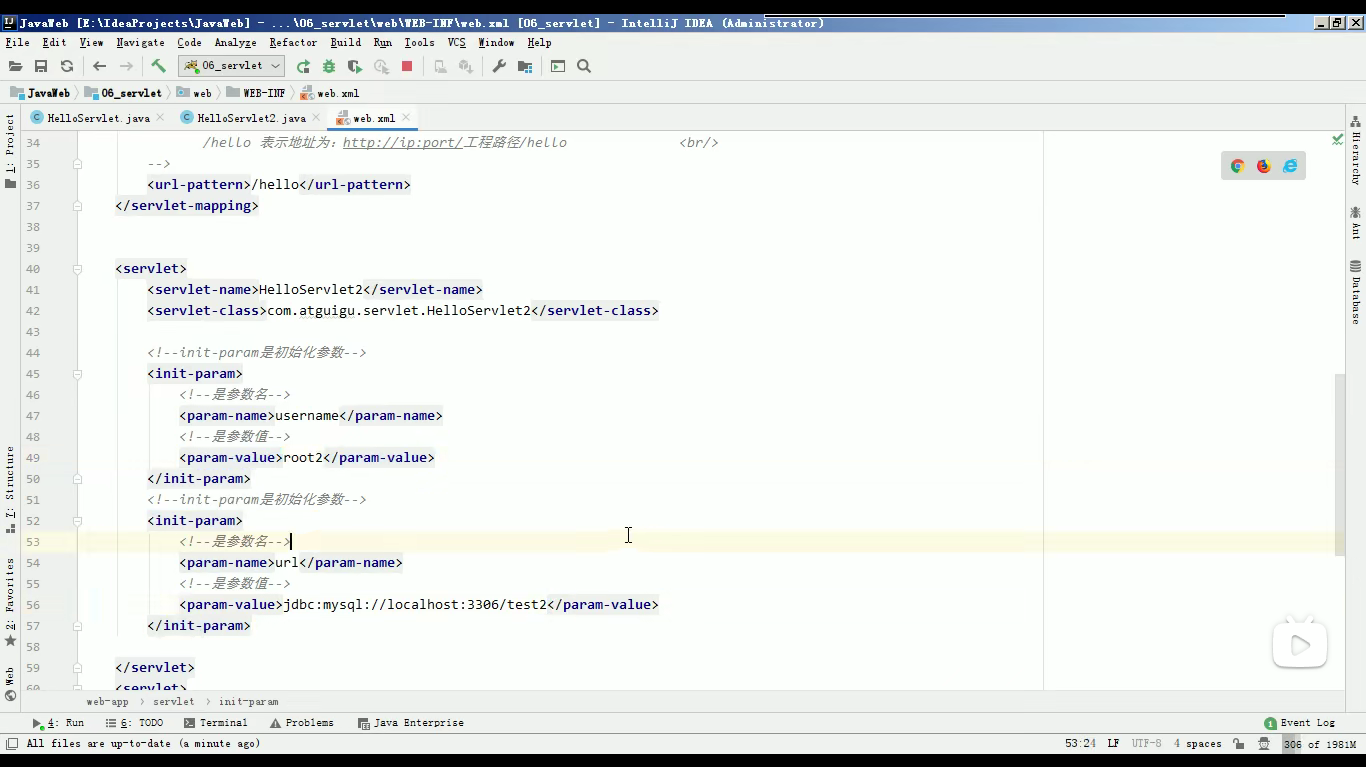 JavaWeb [E:\IdeaProjects\JavaWeb] - ...\06_servlet\web\WEB-INF\web.xml [06_servlet] - IntelliJ IDEA (Administrator)
File Edit View Navigate Code Analyze Refactor Build Run Tools VCS Window Help
06_servlet
JavaWeb 06_servlet web WEB-INF web.xml
HelloServlet.java HelloServlet2.java web.xml
34 /hello 表示地址为：http://ip:port/工程路径/hello <br/>
35 -->
36 <url-pattern>/hello</url-pattern>
37 </servlet-mapping>
38
39
40 <servlet>
41 <servlet-name>HelloServlet2</servlet-name>
42 <servlet-class>com.atguigu.servlet.HelloServlet2</servlet-class>
43
44 <!--init-param是初始化参数-->
45 <init-param>
46 <!--是参数名-->
47 <param-name>username</param-name>
48 <!--是参数值-->
49 <param-value>root2</param-value>
50 </init-param>
51 <!--init-param是初始化参数-->
52 <init-param>
53 <!--是参数名-->
54 <param-name>url</param-name>
55 <!--是参数值-->
56 <param-value>jdbc:mysql://localhost:3306/test2</param-value>
57 </init-param>
58
59 </servlet>
60 <servlet>
1: Project
7: Structure
2: Favorites
Web
Hierarchy
Ant
Database
web-app servlet init-param
4: Run 6: TODO Terminal Problems Java Enterprise 1 Event Log
All files are up-to-date (a minute ago) 53:24 LF UTF-8 4 spaces 306 of 1981M